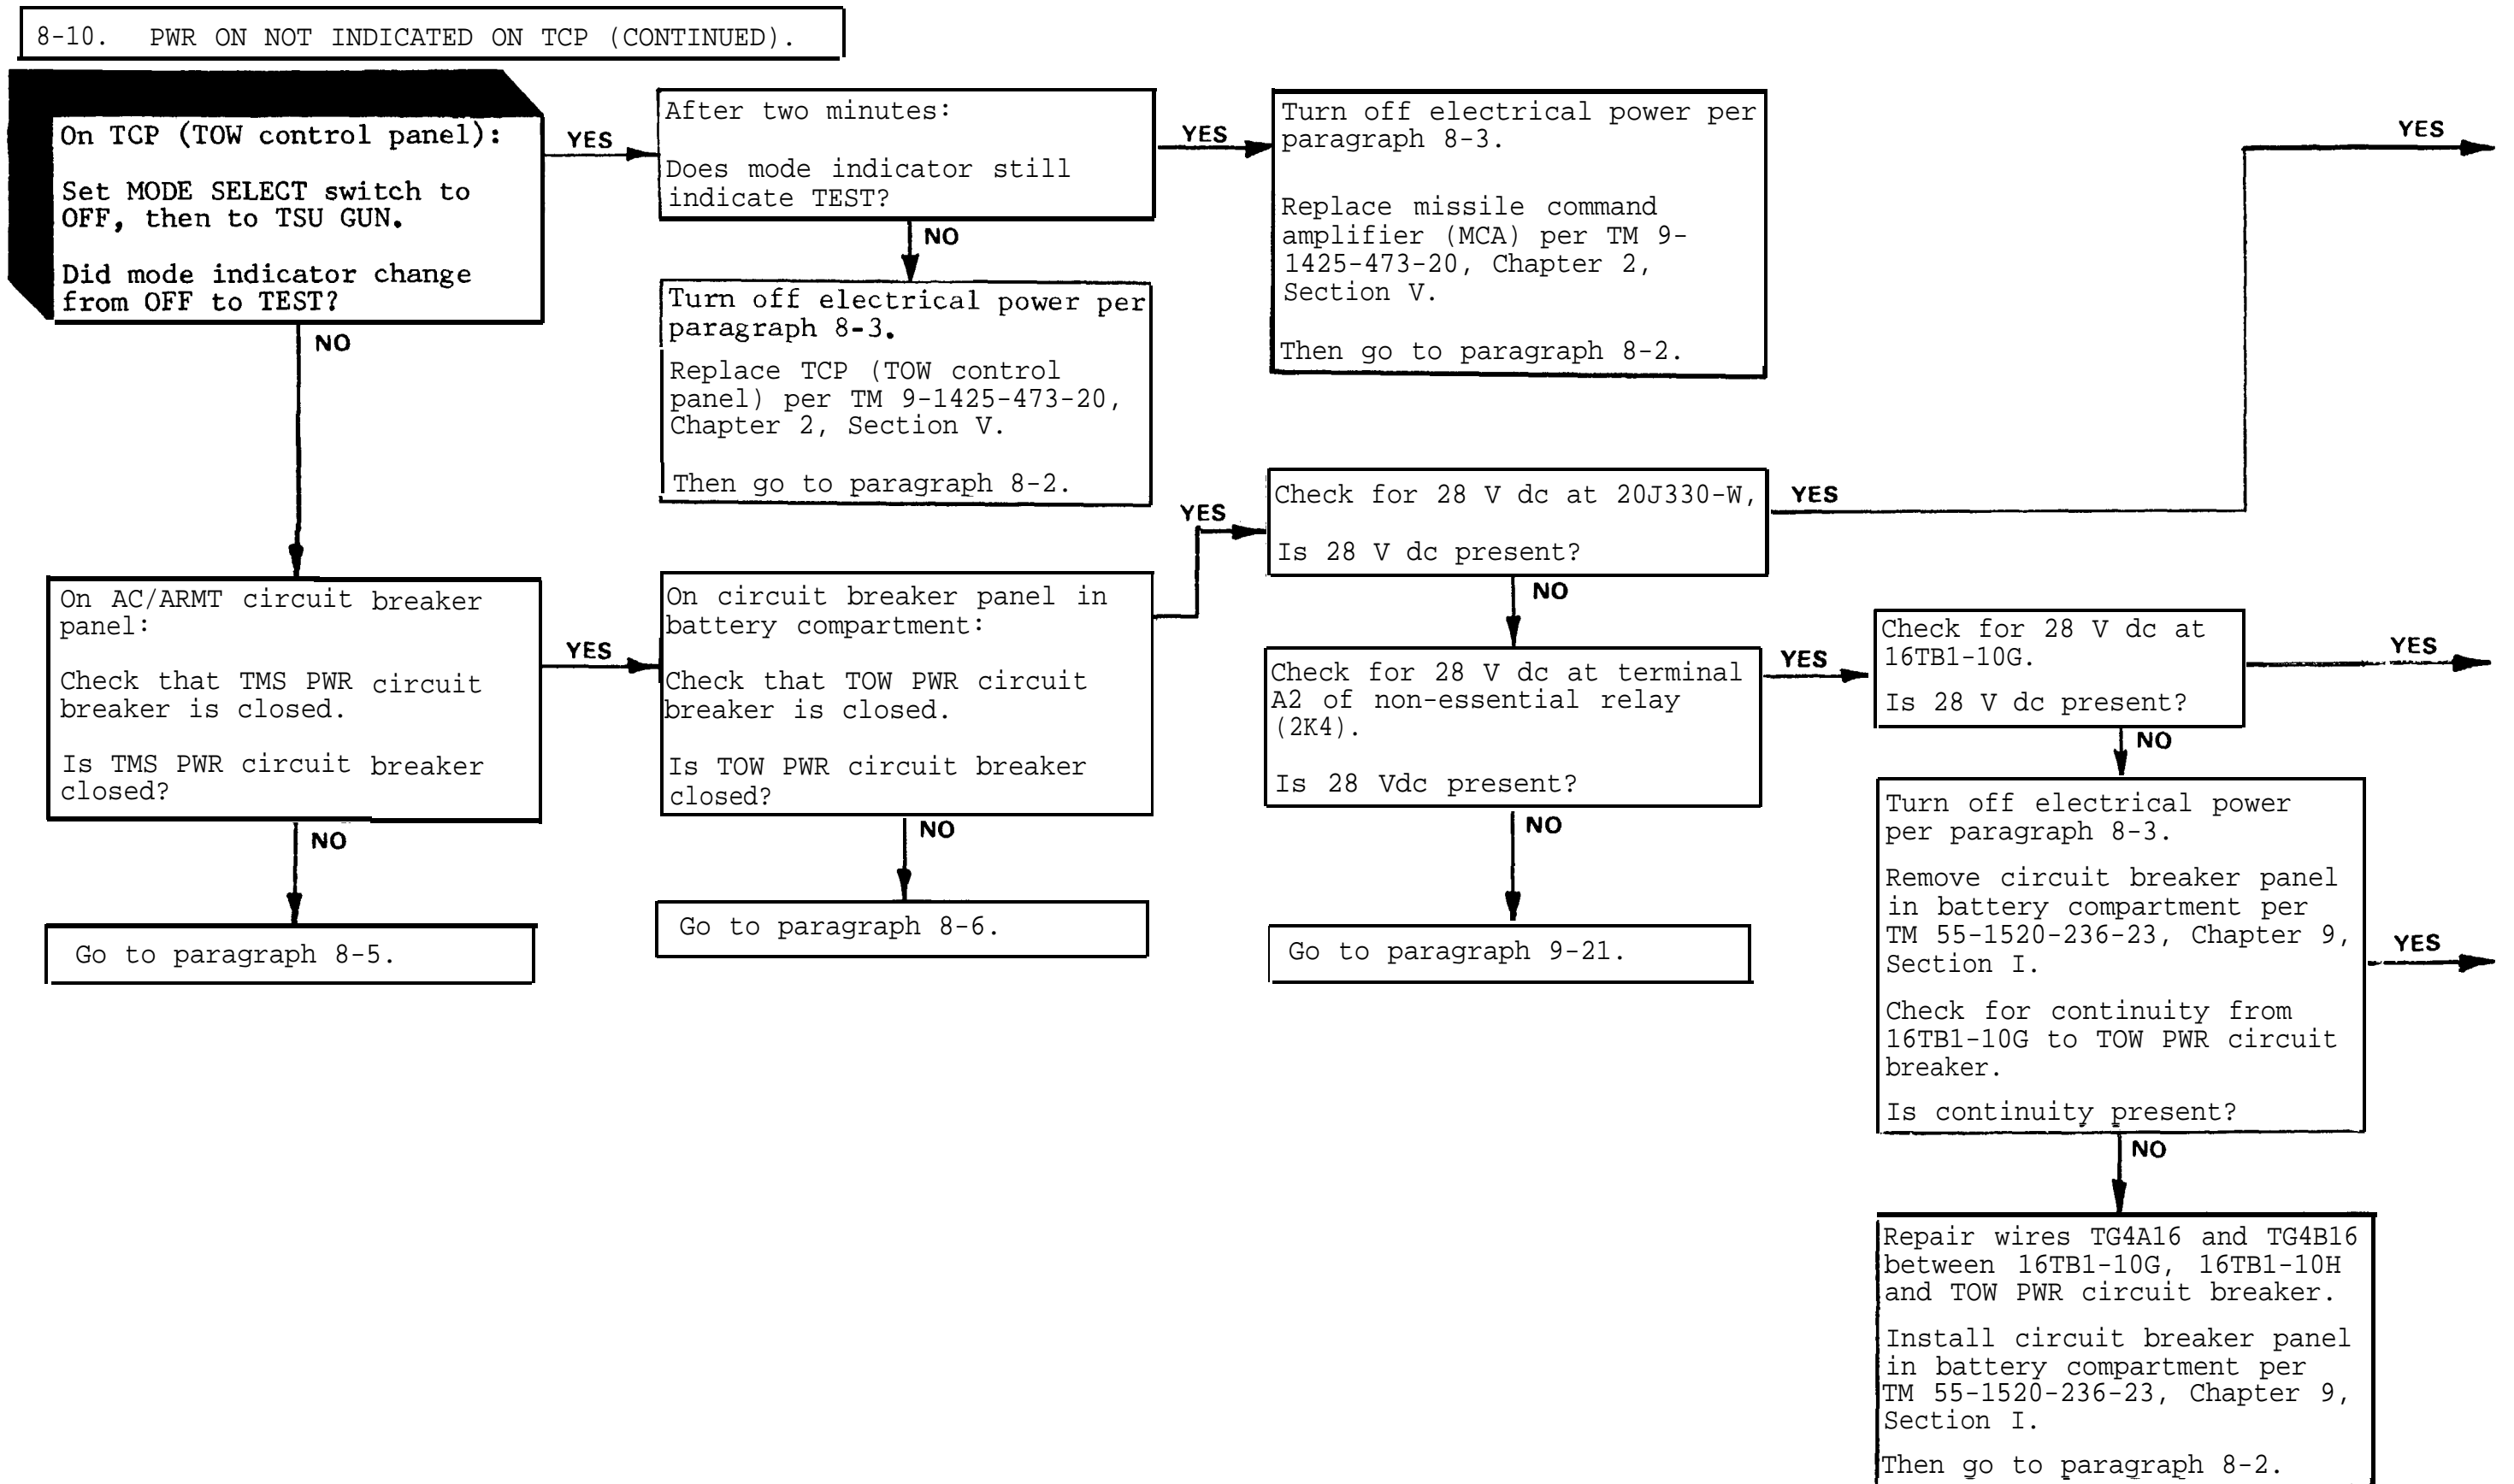 8-10. PWR ON NOT INDICATED ON TCP (CONTINUED).
On TCP (TOW control panel):
Set MODE SELECT switch to
OFF, then to TSU GUN.
Did mode indicator change
from OFF to TEST?
YES
NO
After two minutes:
Does mode indicator still
indicate TEST?
YES
NO
Turn off electrical power per
paragraph 8-3.
Replace missile command
amplifier (MCA) per TM 9-
1425-473-20, Chapter 2,
Section V.
Then go to paragraph 8-2.
YES
Turn off electrical power per
paragraph 8-3.
Replace TCP (TOW control
panel) per TM 9-1425-473-20,
Chapter 2, Section V.
Then go to paragraph 8-2.
On AC/ARMT circuit breaker
panel:
Check that TMS PWR circuit
breaker is closed.
Is TMS PWR circuit breaker
closed?
YES
NO
Go to paragraph 8-5.
On circuit breaker panel in
battery compartment:
Check that TOW PWR circuit
breaker is closed.
Is TOW PWR circuit breaker
closed?
YES
NO
Go to paragraph 8-6.
Check for 28 V dc at 20J330-W,
Is 28 V dc present?
YES
NO
Check for 28 V dc at terminal
A2 of non-essential relay
(2K4).
Is 28 Vdc present?
YES
NO
Go to paragraph 9-21.
Check for 28 V dc at
16TB1-10G.
Is 28 V dc present?
YES
NO
Turn off electrical power
per paragraph 8-3.
Remove circuit breaker panel
in battery compartment per
TM 55-1520-236-23, Chapter 9,
Section I.
Check for continuity from
16TB1-10G to TOW PWR circuit
breaker.
Is continuity present?
YES
NO
Repair wires TG4A16 and TG4B16
between 16TB1-10G, 16TB1-10H
and TOW PWR circuit breaker.
Install circuit breaker panel
in battery compartment per
TM 55-1520-236-23, Chapter 9,
Section I.
Then go to paragraph 8-2.